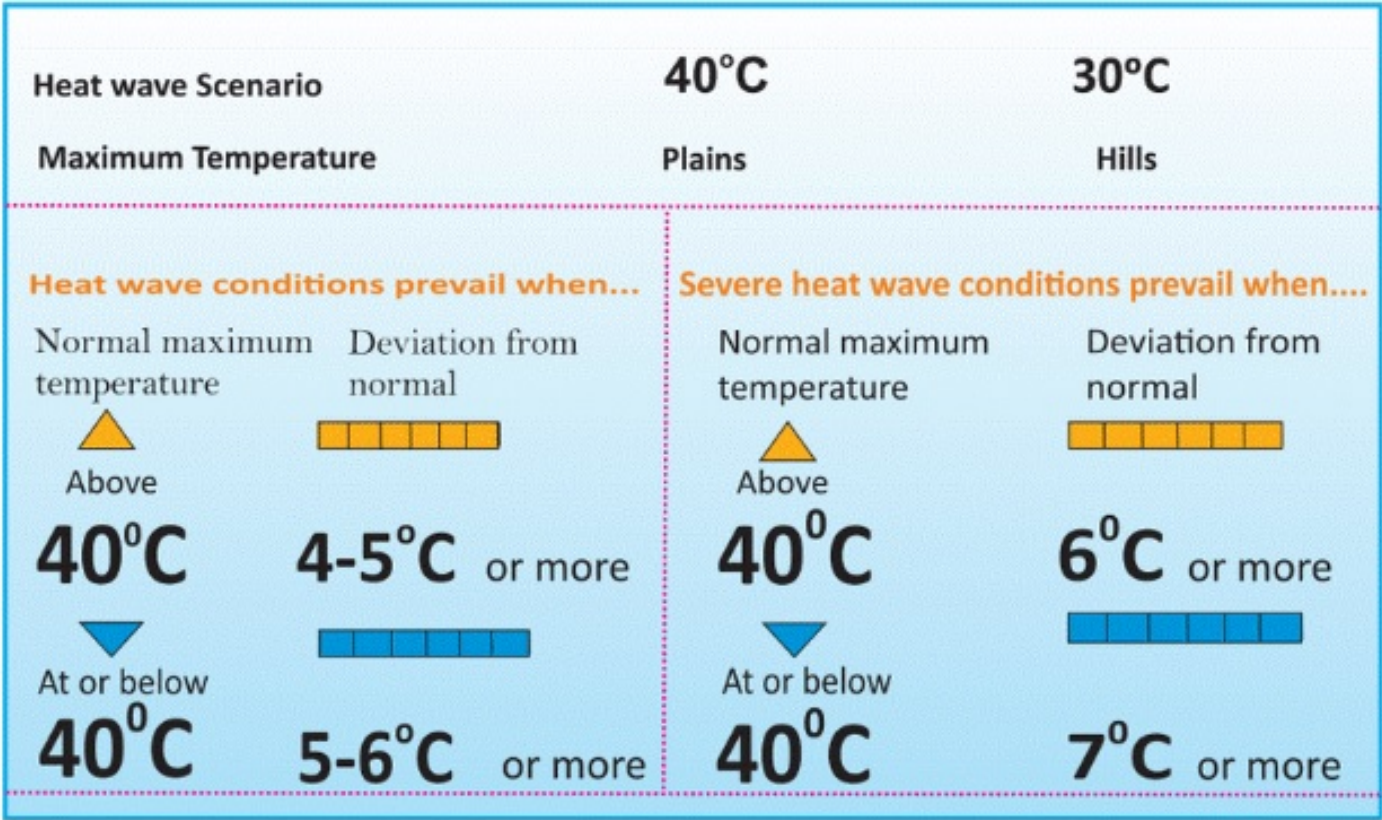 Heat wave Scenario 40°C 30°C
Maximum Temperature Plains Hills
Heat wave conditions prevail when...
Normal maximum Deviation from
temperature normal
Above
40°C 4-5°C or more
At or below
40°C 5-6°C or more
Severe heat wave conditions prevail when....
Normal maximum Deviation from
temperature normal
Above
40°C 6°C or more
At or below
40°C 7°C or more